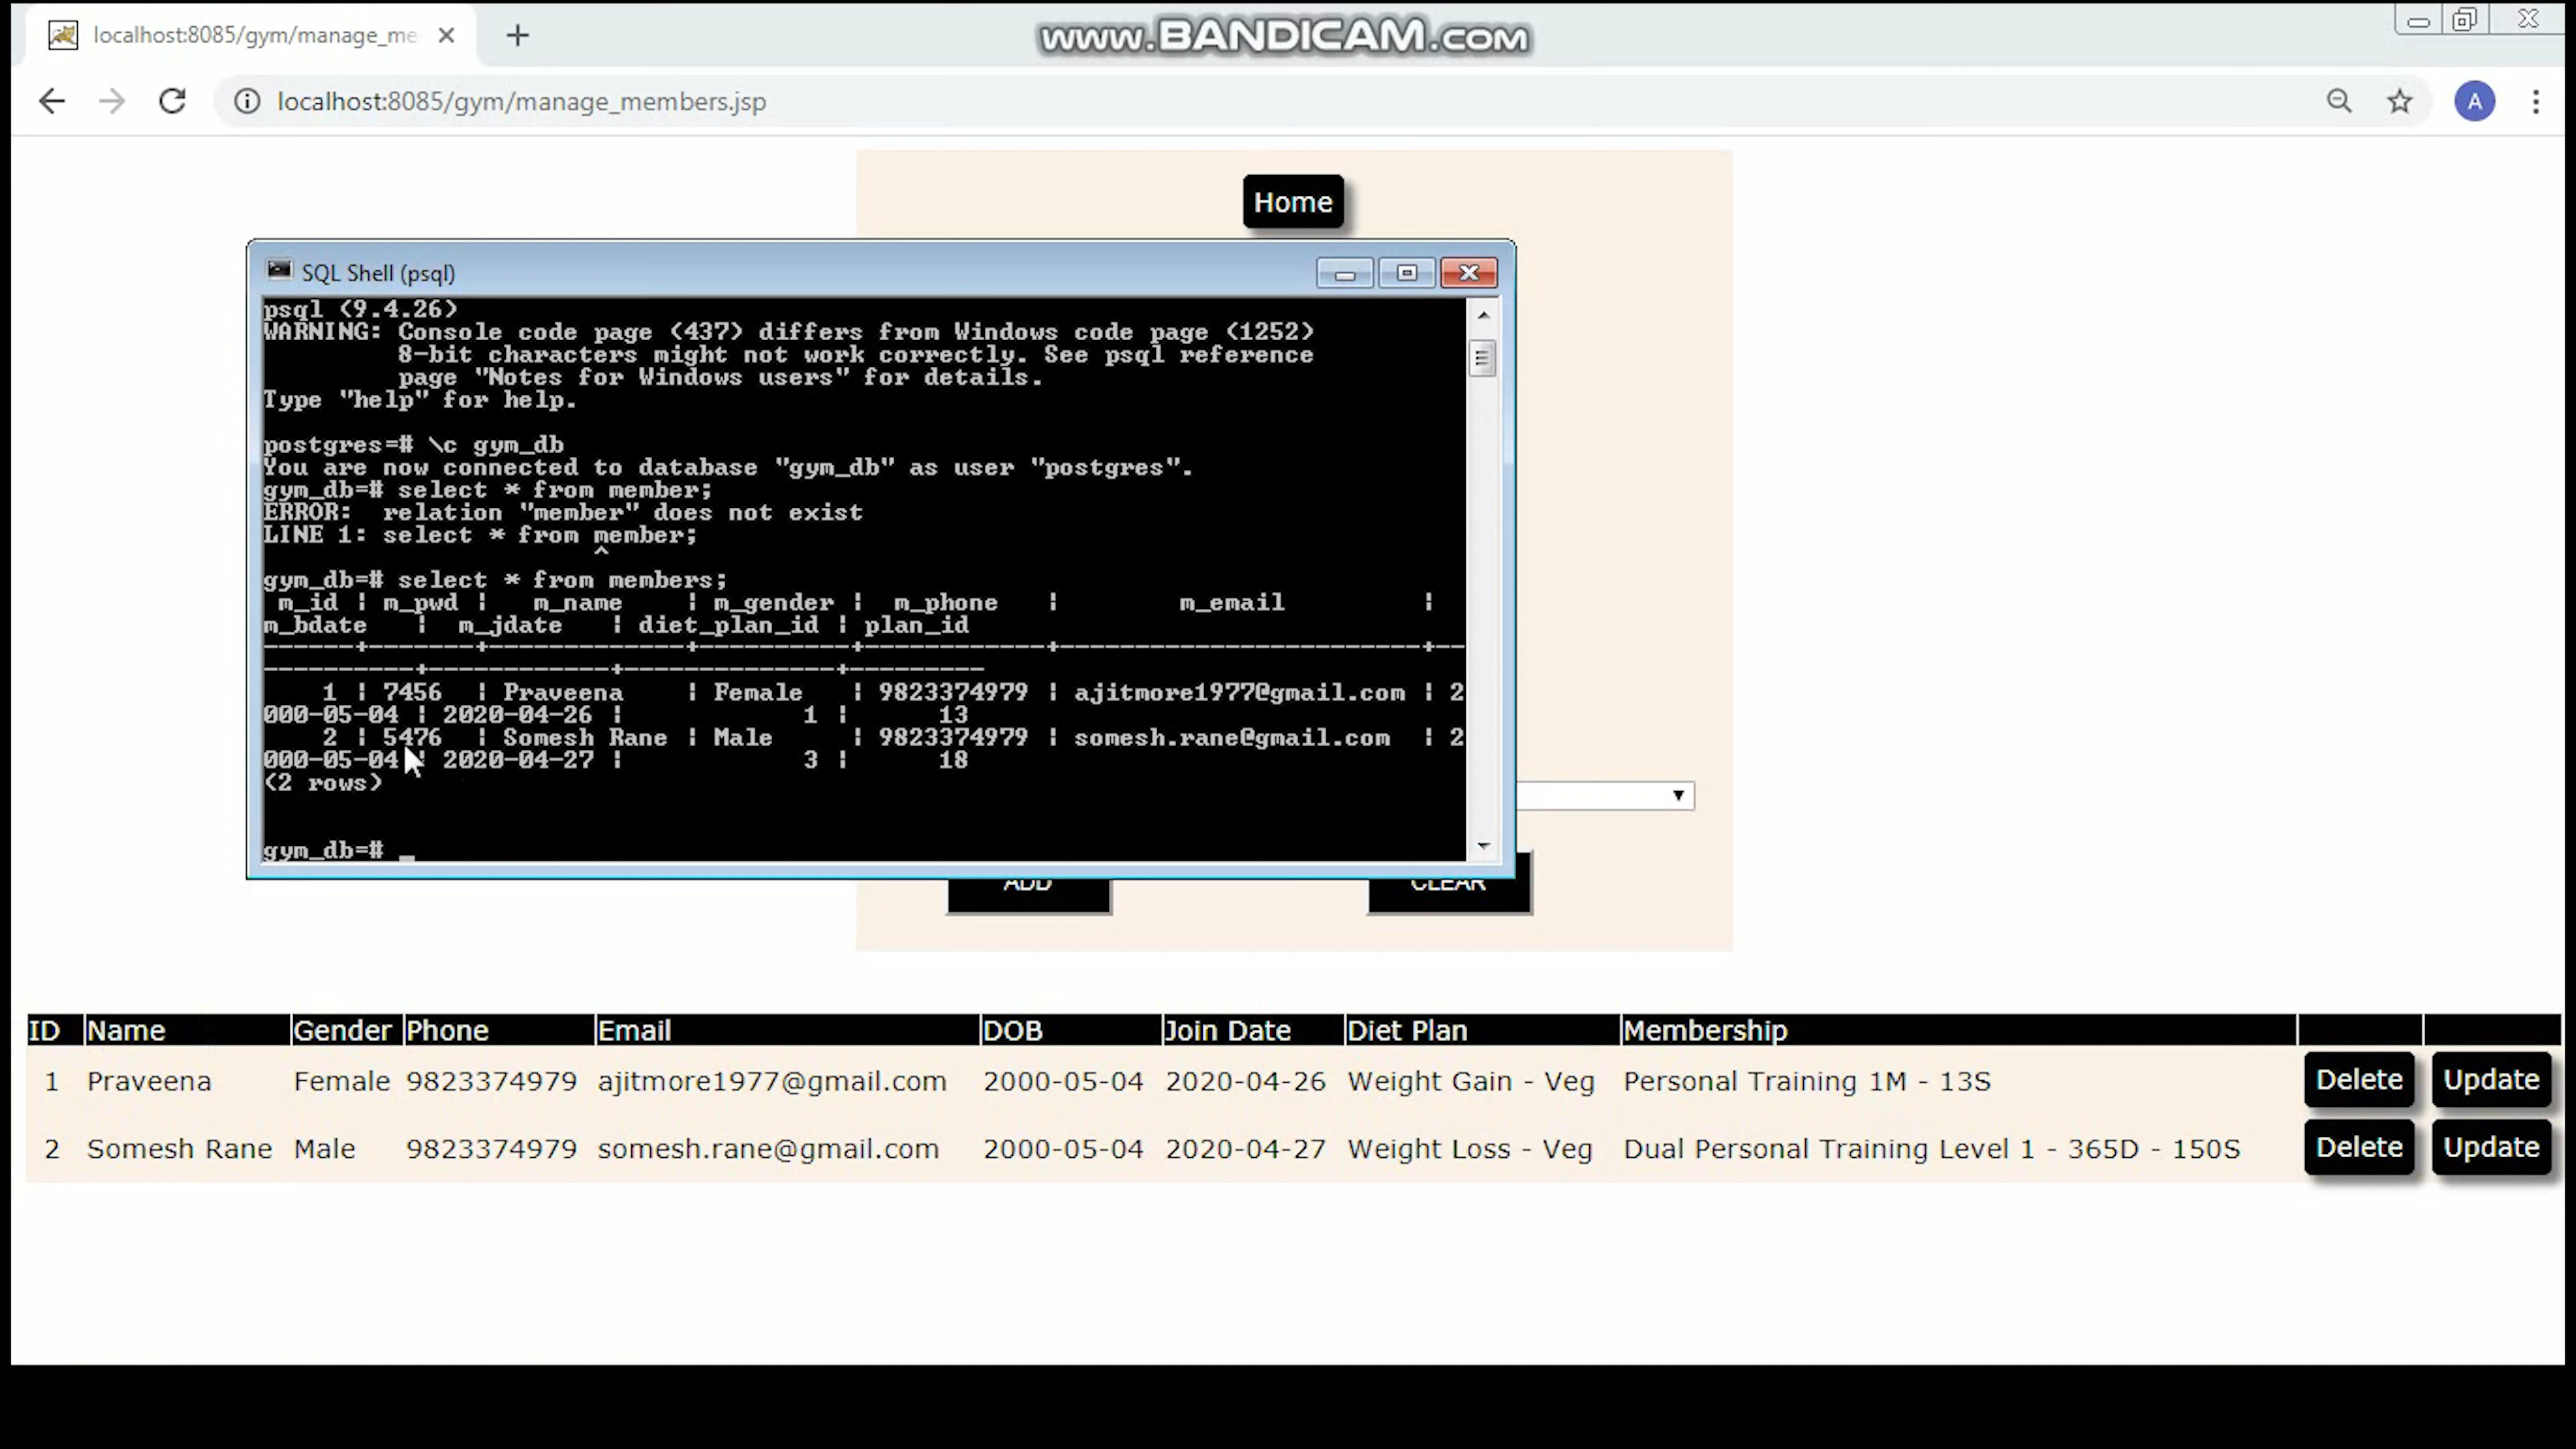 localhost:8085/gym/manage_me
www.BANDICAM.com
localhost:8085/gym/manage_members.jsp
A
Home
SQL Shell (psql)
psql (9.4.26)
WARNING: Console code page (437) differs from Windows code page (1252)
8-bit characters might not work correctly. See psql reference
page "Notes for Windows users" for details.
Type "help" for help.
postgres=# \c gym_db
You are now connected to database "gym_db" as user "postgres".
gym_db=# select * from member;
ERROR:  relation "member" does not exist
LINE 1: select * from member;
^
gym_db=# select * from members;
m_id | m_pwd | m_name | m_gender | m_phone | m_email |
m_bdate | m_jdate | diet_plan_id | plan_id
------+-------+-------------+----------+------------+------------------------+--
----------+------------+--------------+---------
1 | 7456 | Praveena | Female | 9823374979 | ajitmore1977@gmail.com | 2
000-05-04 | 2020-04-26 | 1 | 13
2 | 5476 | Somesh Rane | Male | 9823374979 | somesh.rane@gmail.com | 2
000-05-04 | 2020-04-27 | 3 | 18
(2 rows)
gym_db=# _
ADD CLEAR
ID Name Gender Phone Email DOB Join Date Diet Plan Membership
1 Praveena Female 9823374979 ajitmore1977@gmail.com 2000-05-04 2020-04-26 Weight Gain - Veg Personal Training 1M - 13S Delete Update
2 Somesh Rane Male 9823374979 somesh.rane@gmail.com 2000-05-04 2020-04-27 Weight Loss - Veg Dual Personal Training Level 1 - 365D - 150S Delete Update